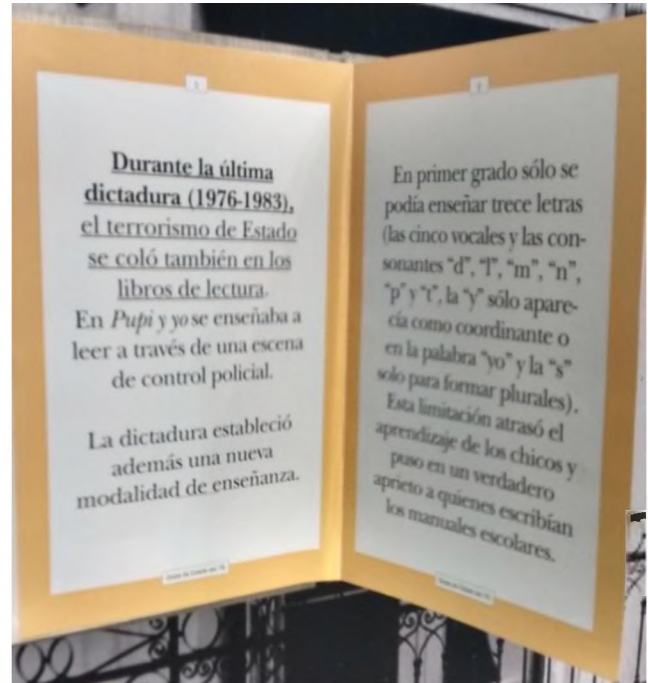 Durante la última
dictadura (1976-1983),
el terrorismo de Estado
se coló también en los
libros de lectura.
En Pupi y yo se enseñaba a
leer a través de una escena
de control policial.
La dictadura estableció
además una nueva
modalidad de enseñanza.
En primer grado sólo se
podía enseñar trece letras
(las cinco vocales y las con-
sonantes “d”, “l”, “m”, “n”,
“p” y “t”, la “y” sólo apare-
cía como coordinante o
en la palabra “yo” y la “s”
solo para formar plurales).
Esta limitación atrasó el
aprendizaje de los chicos y
puso en un verdadero
aprieto a quienes escribían
los manuales escolares.